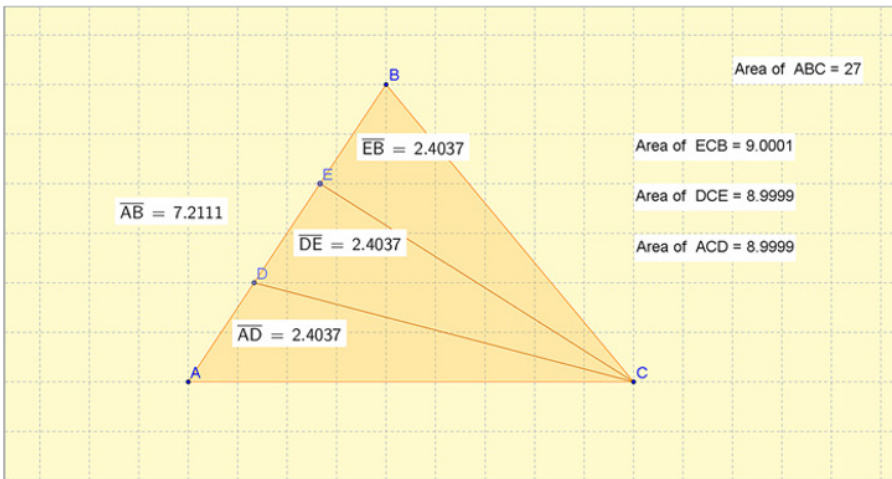 Area of ABC = 27
B
EB = 2.4037
Area of ECB = 9.0001
E
Area of DCE = 8.9999
AB = 7.2111
DE = 2.4037
Area of ACD = 8.9999
D
AD = 2.4037
A
C